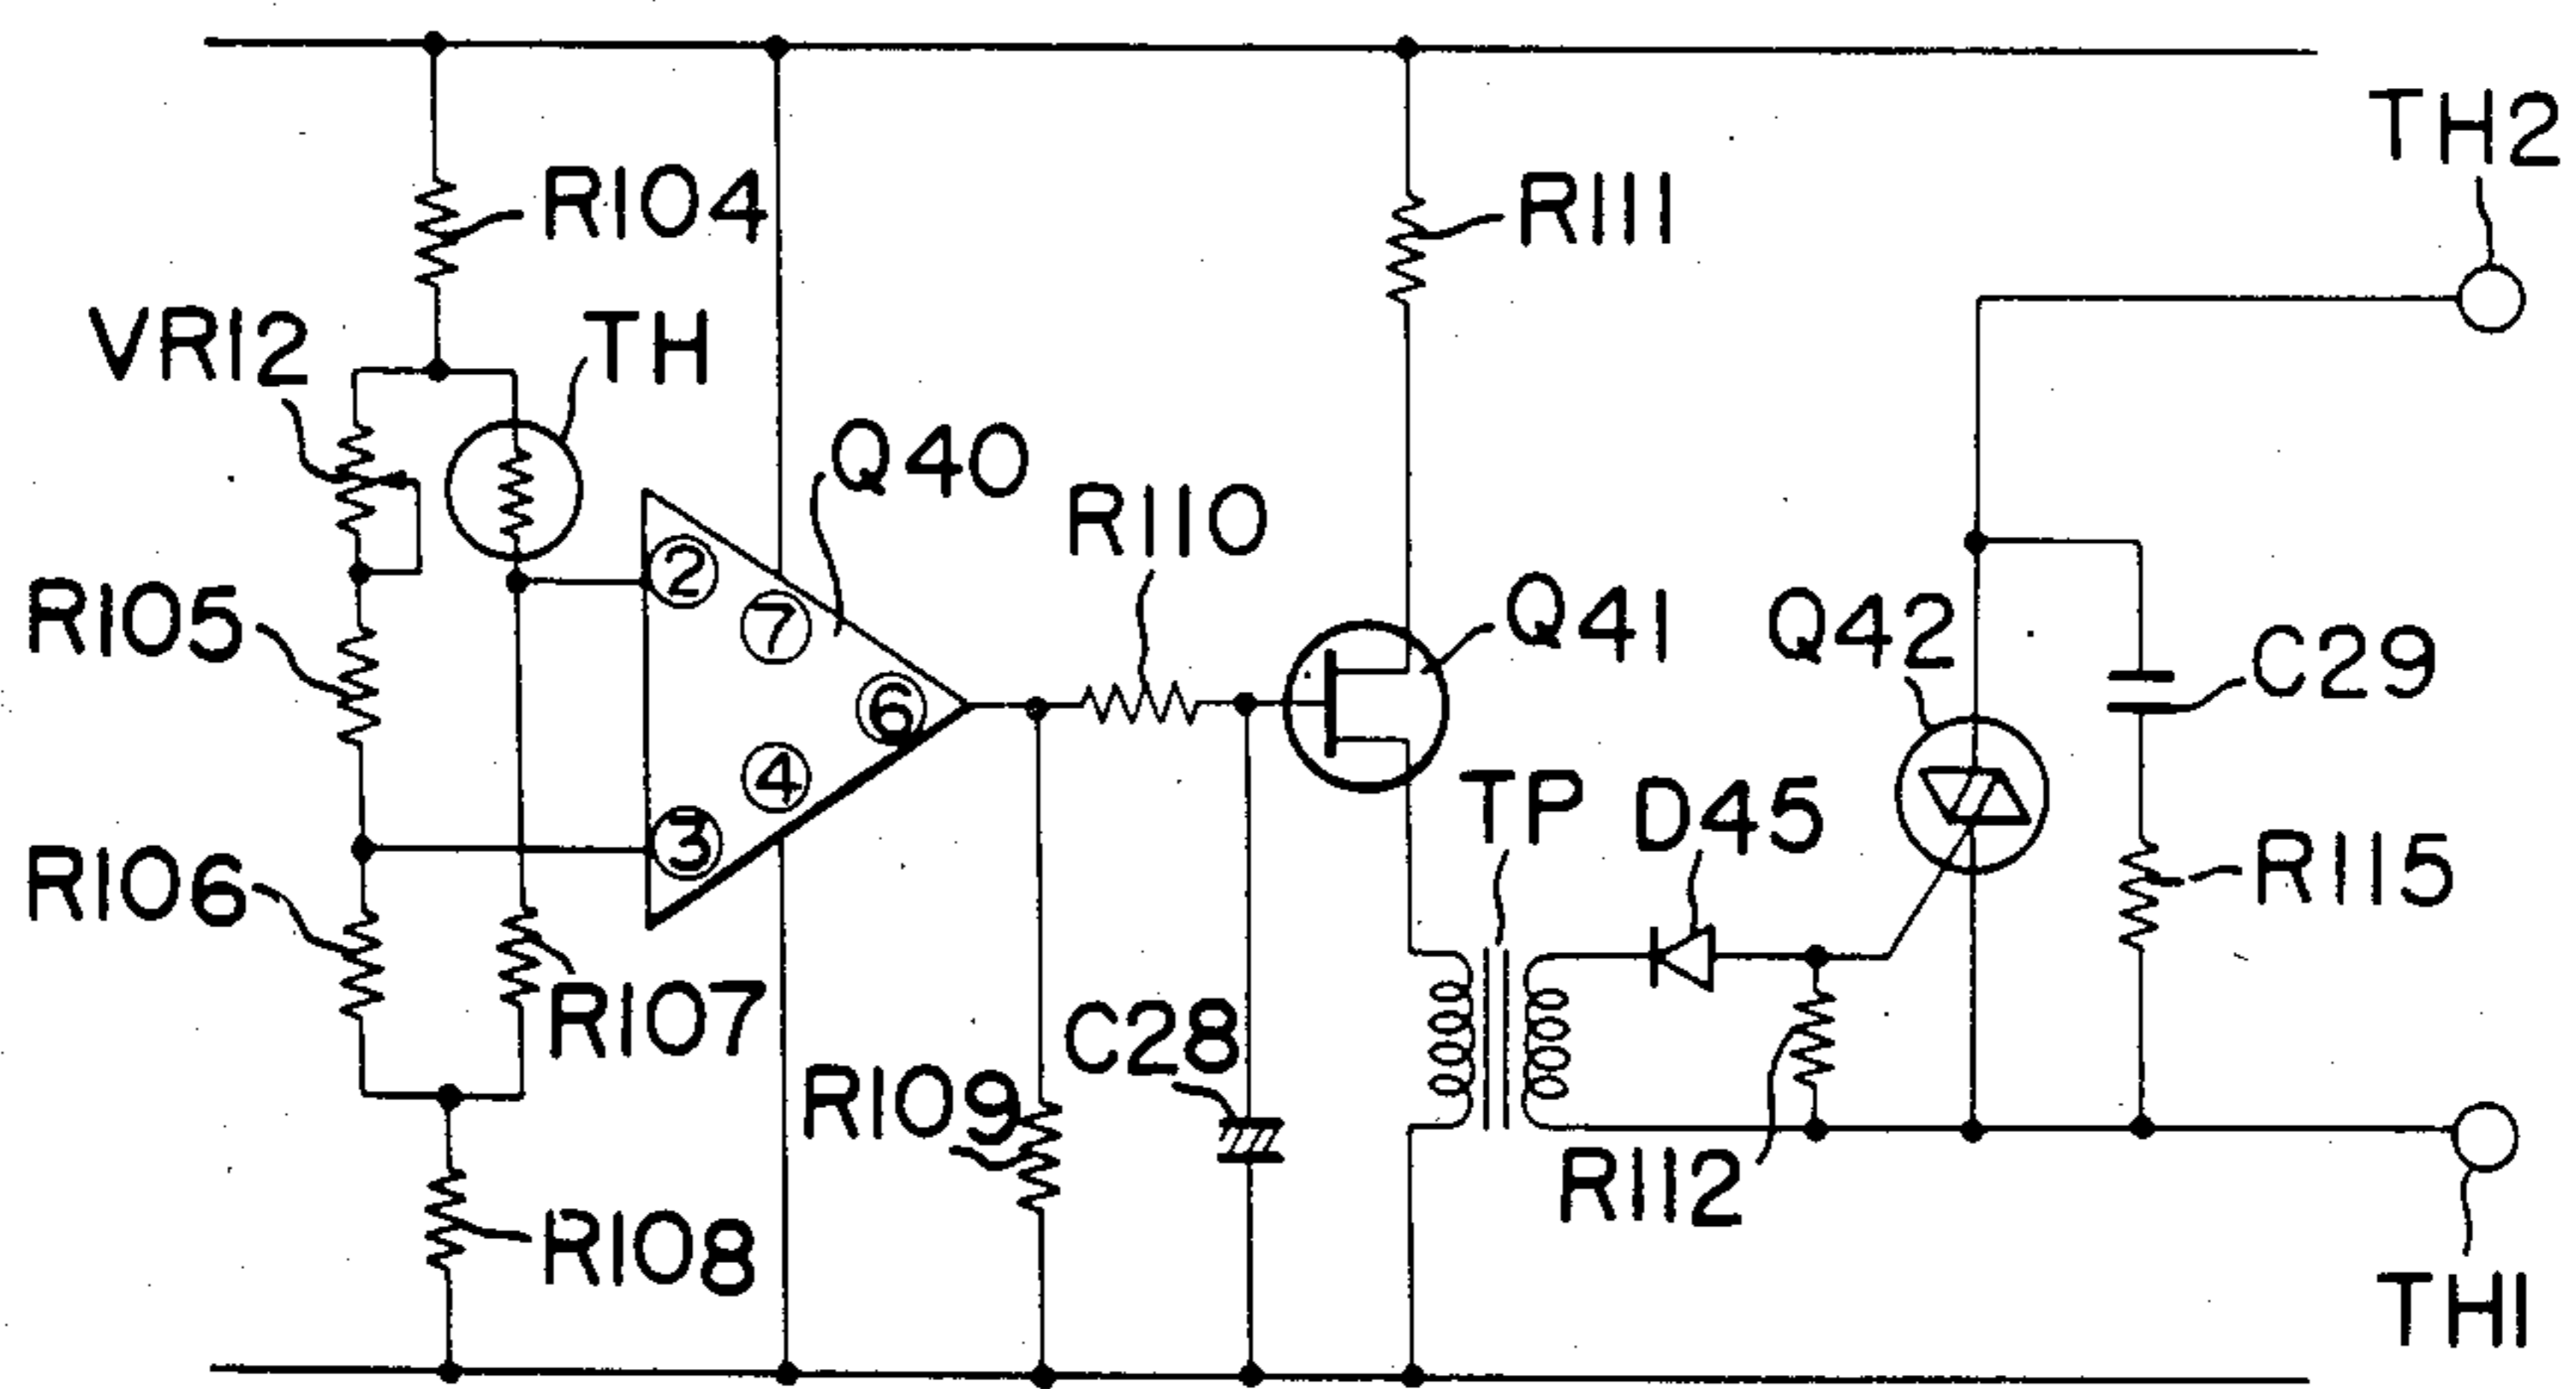 TH2
R104
R111
VR12
TH
Q40
R110
2
7
R105
Q41
Q42
C29
6
4
TP
D45
3
R106
R115
R107
C28
R109
R112
R108
TH1